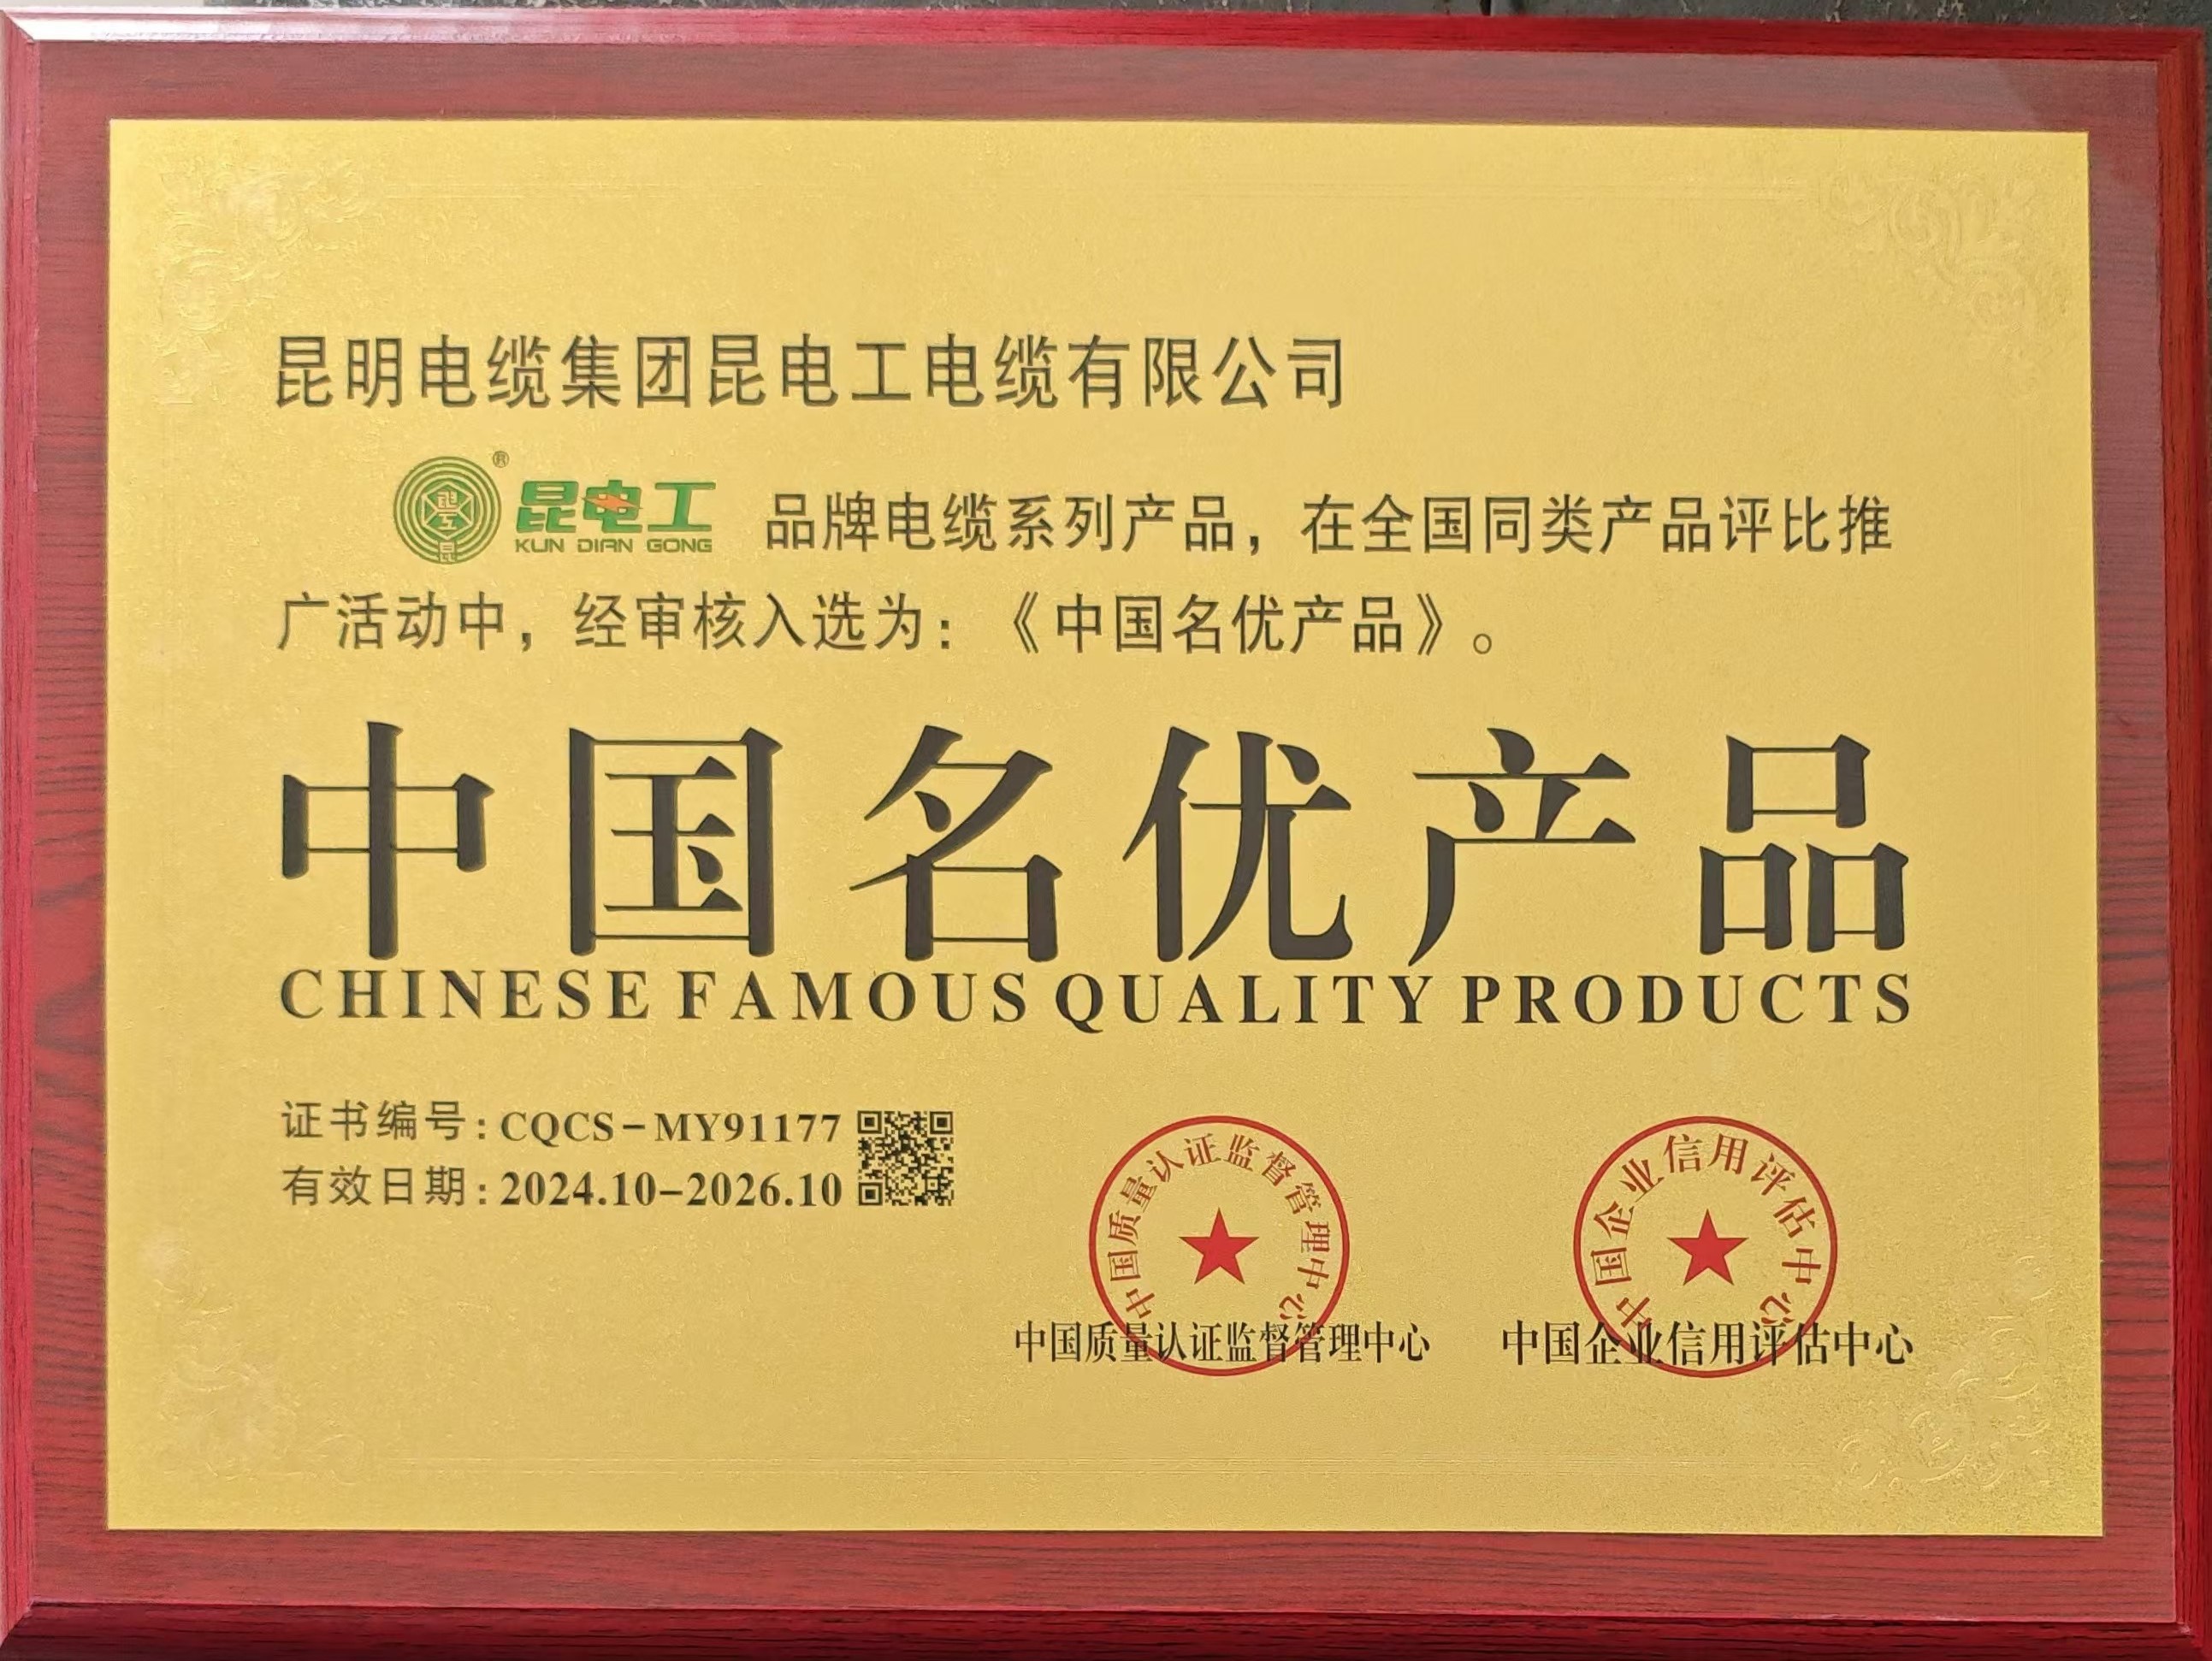 昆明电缆集团昆电工电缆有限公司
® 昆电工 品牌电缆系列产品，在全国同类产品评比推
KUN DIAN GONG
广活动中，经审核入选为：《中国名优产品》。
中国名优产品
CHINESE FAMOUS QUALITY PRODUCTS
证书编号：CQCS-MY91177
有效日期：2024.10-2026.10
中国质量认证监督管理中心
中国质量认证监督管理中心
中国企业信用评估中心
中国企业信用评估中心